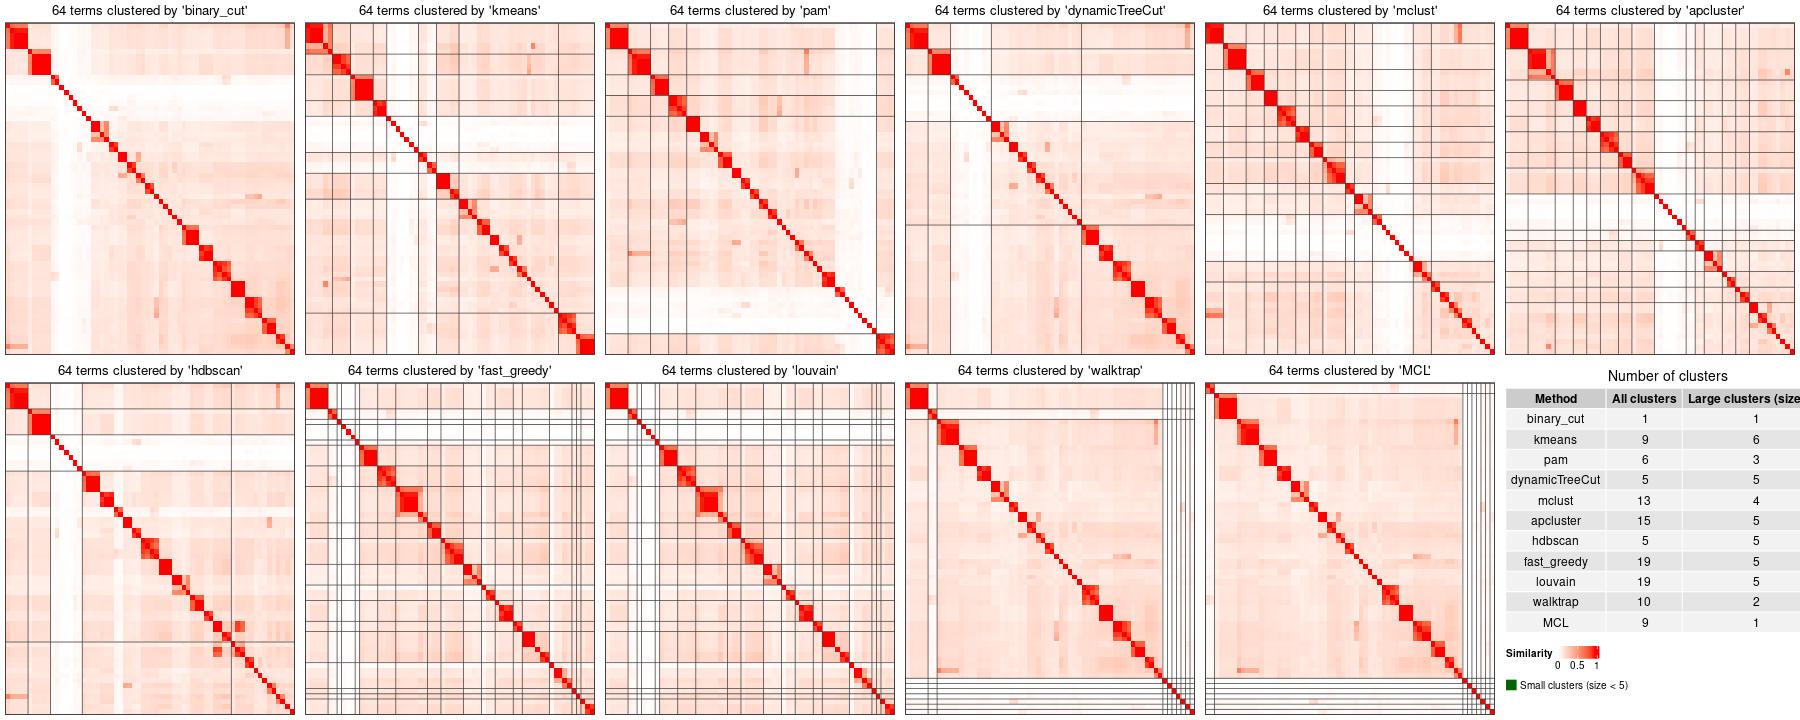 64 terms clustered by 'binary_cut'
64 terms clustered by 'kmeans'
64 terms clustered by 'pam'
64 terms clustered by 'dynamicTreeCut'
64 terms clustered by 'mclust'
64 terms clustered by 'apcluster'
64 terms clustered by 'hdbscan'
64 terms clustered by 'fast_greedy'
64 terms clustered by 'louvain'
64 terms clustered by 'walktrap'
64 terms clustered by 'MCL'
Number of clusters
Method All clusters Large clusters (size
binary_cut 1 1
kmeans 9 6
pam 6 3
dynamicTreeCut 5 5
mclust 13 4
apcluster 15 5
hdbscan 5 5
fast_greedy 19 5
louvain 19 5
walktrap 10 2
MCL 9 1
Similarity
0 0.5 1
Small clusters (size < 5)